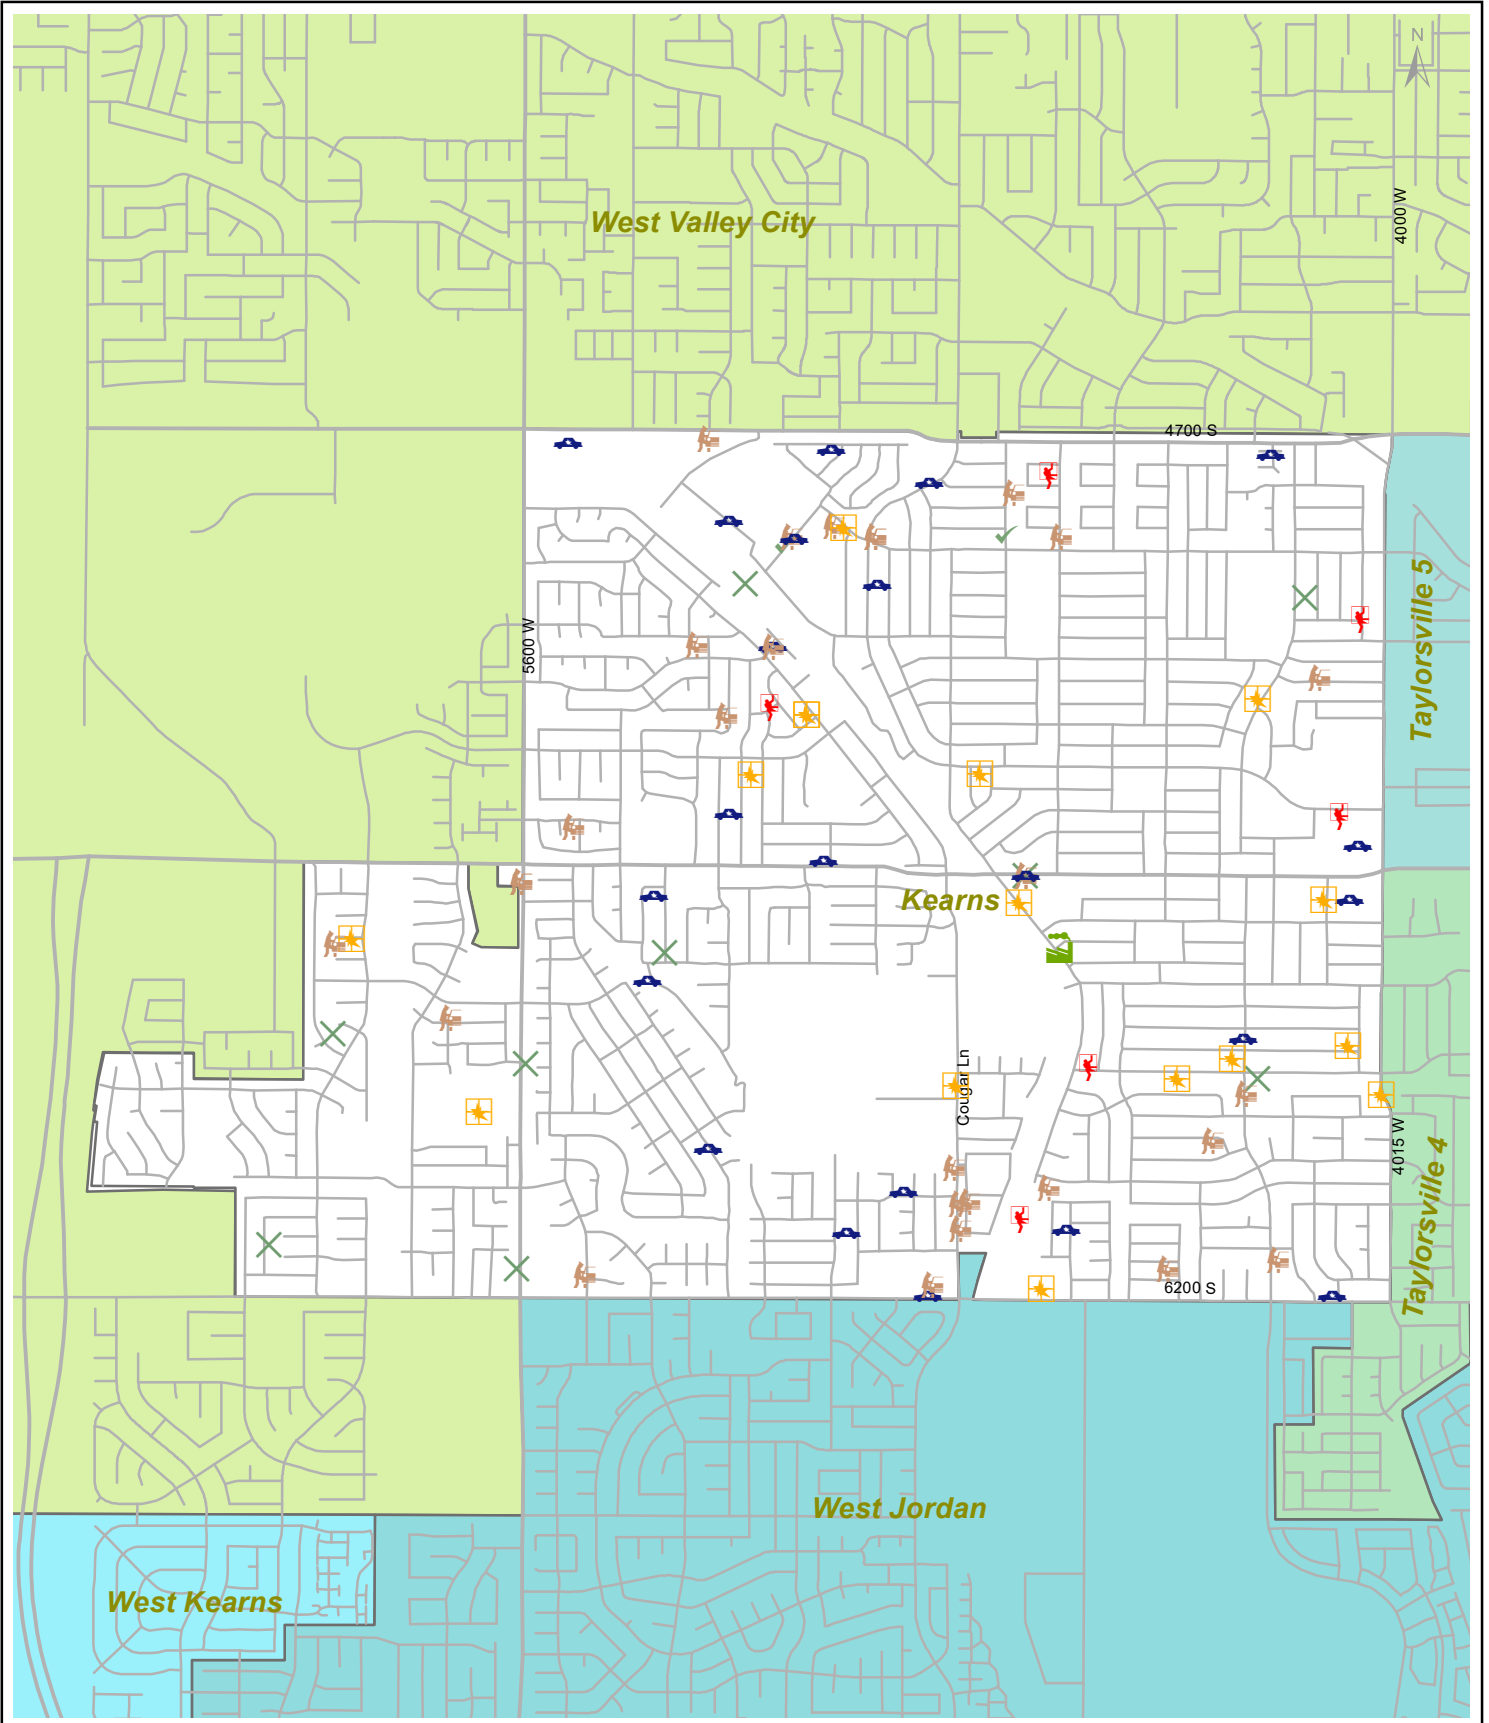 N
4000 W
West Valley City
4700 S
Taylorsville 5
5600 W
Kearns
Cougar Ln
4015 W
Taylorsville 4
6200 S
West Jordan
West Kearns